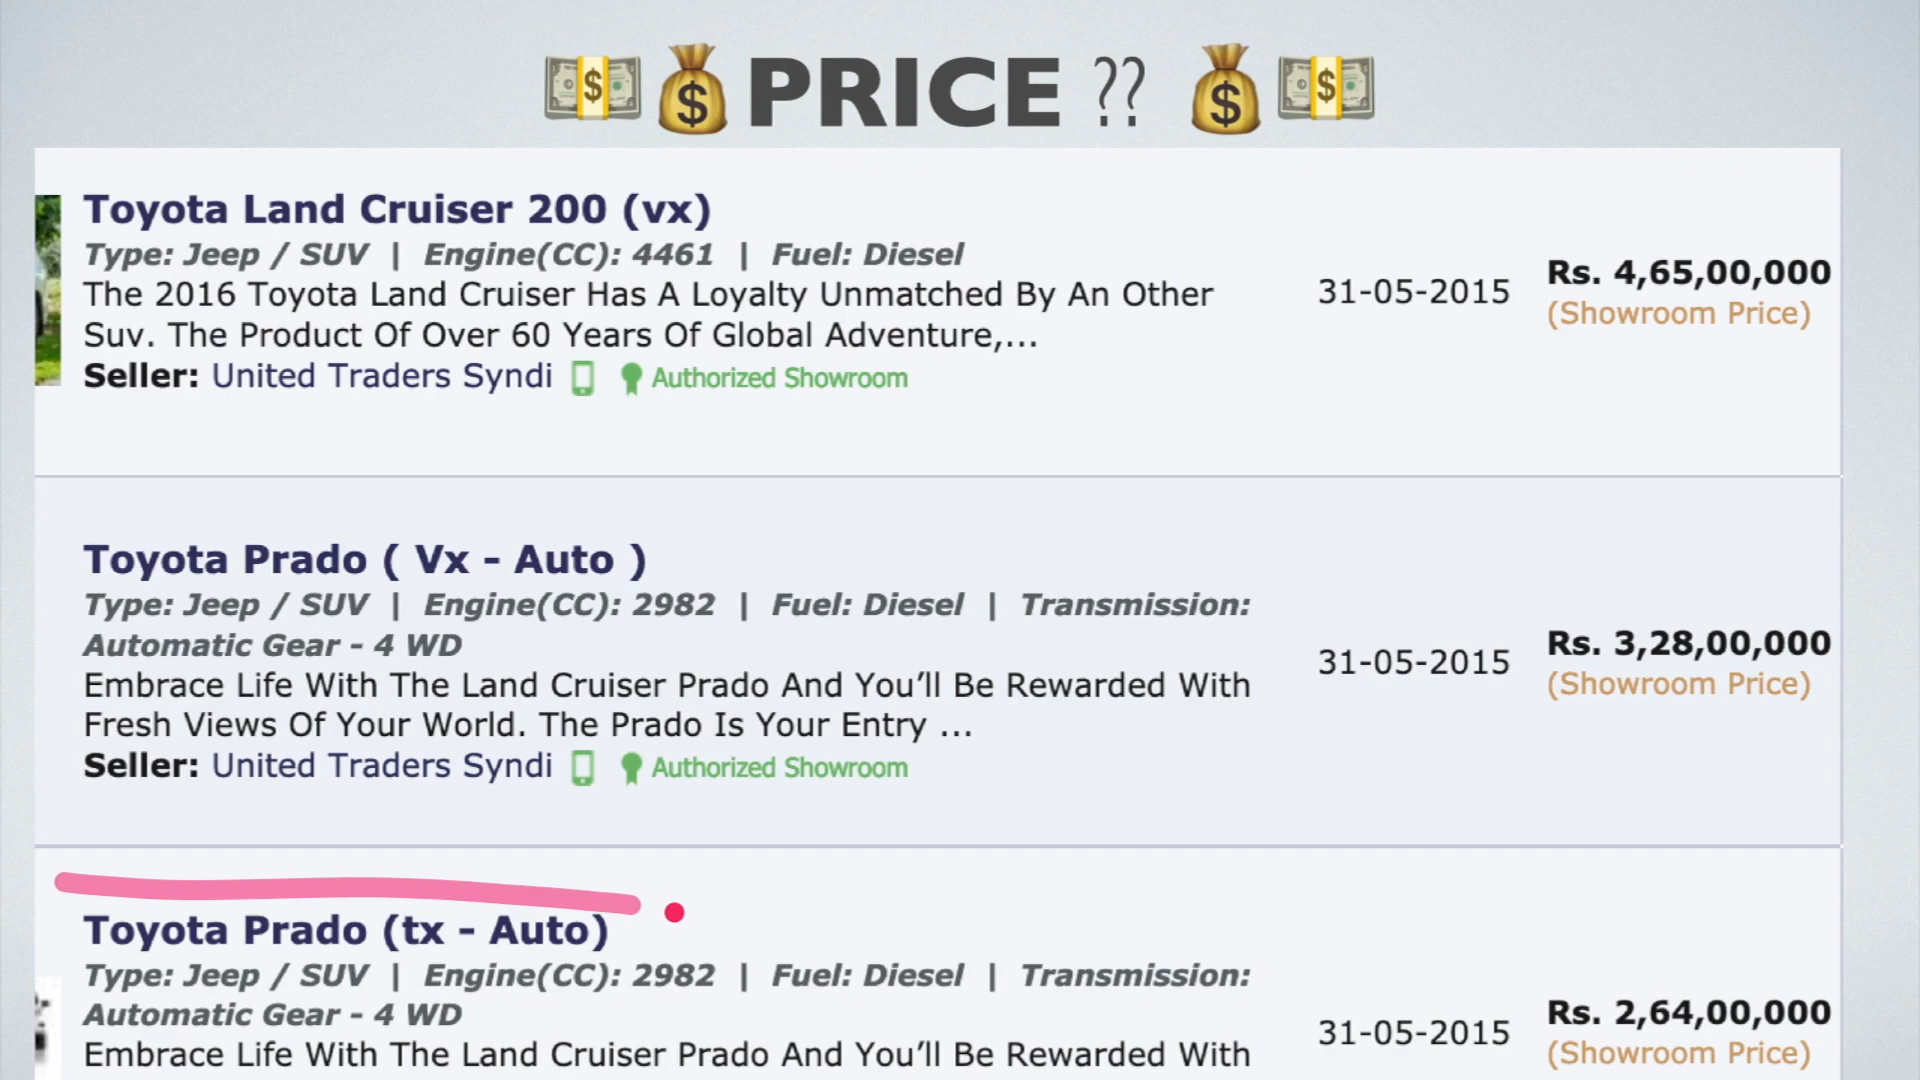 PRICE ??
Toyota Land Cruiser 200 (vx)
Type: Jeep / SUV | Engine(CC): 4461 | Fuel: Diesel
The 2016 Toyota Land Cruiser Has A Loyalty Unmatched By An Other
Suv. The Product Of Over 60 Years Of Global Adventure,...
Seller: United Traders Syndi Authorized Showroom
31-05-2015
Rs. 4,65,00,000
(Showroom Price)
Toyota Prado ( Vx - Auto )
Type: Jeep / SUV | Engine(CC): 2982 | Fuel: Diesel | Transmission:
Automatic Gear - 4 WD
Embrace Life With The Land Cruiser Prado And You’ll Be Rewarded With
Fresh Views Of Your World. The Prado Is Your Entry ...
Seller: United Traders Syndi Authorized Showroom
31-05-2015
Rs. 3,28,00,000
(Showroom Price)
Toyota Prado (tx - Auto)
Type: Jeep / SUV | Engine(CC): 2982 | Fuel: Diesel | Transmission:
Automatic Gear - 4 WD
Embrace Life With The Land Cruiser Prado And You’ll Be Rewarded With
31-05-2015
Rs. 2,64,00,000
(Showroom Price)